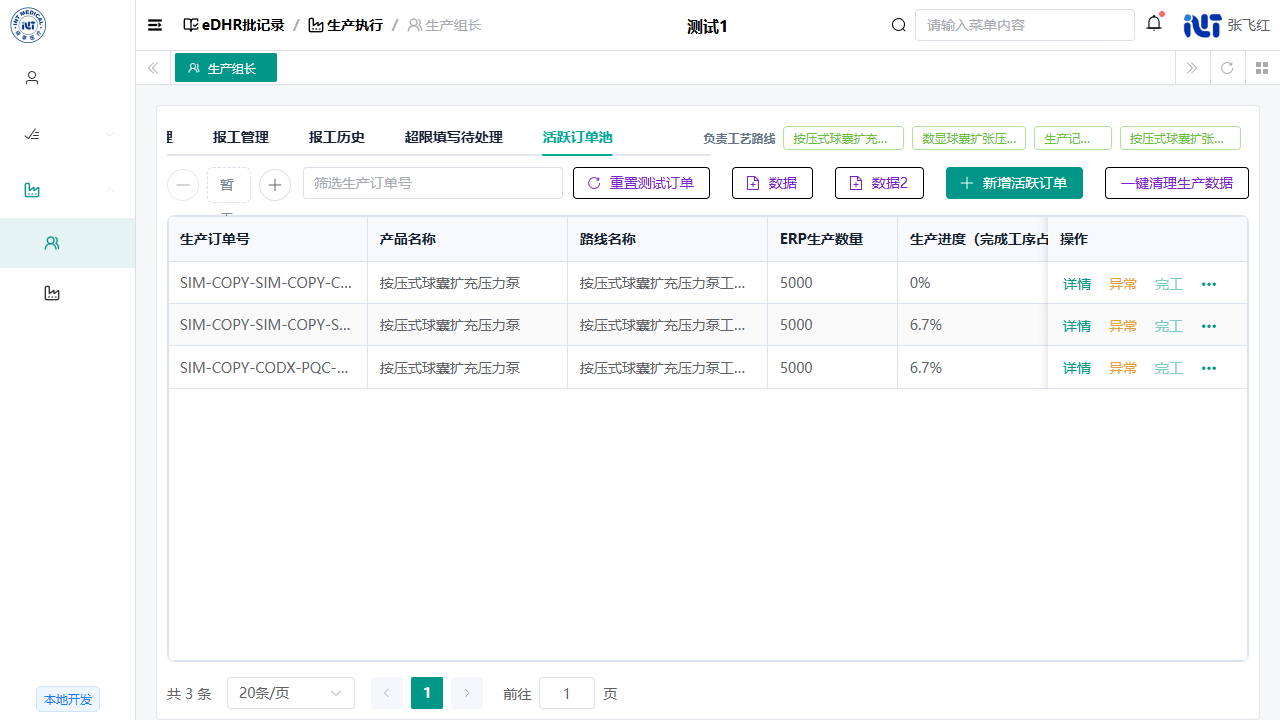 eDHR批记录 / 生产执行 / 生产组长
测试1
请输入菜单内容
张飞红
生产组长
报工管理 报工历史 超限填写待处理 活跃订单池
负责工艺路线 按压式球囊扩充... 数显球囊扩张压... 生产记... 按压式球囊扩张...
暂
筛选生产订单号
重置测试订单 数据 数据2 新增活跃订单 一键清理生产数据
生产订单号 产品名称 路线名称 ERP生产数量 生产进度（完成工序占 操作
SIM-COPY-SIM-COPY-C... 按压式球囊扩充压力泵 按压式球囊扩充压力泵工... 5000 0% 详情 异常 完工 •••
SIM-COPY-SIM-COPY-S... 按压式球囊扩充压力泵 按压式球囊扩充压力泵工... 5000 6.7% 详情 异常 完工 •••
SIM-COPY-CODX-PQC-... 按压式球囊扩充压力泵 按压式球囊扩充压力泵工... 5000 6.7% 详情 异常 完工 •••
共 3 条 20条/页 1 前往 1 页
本地开发